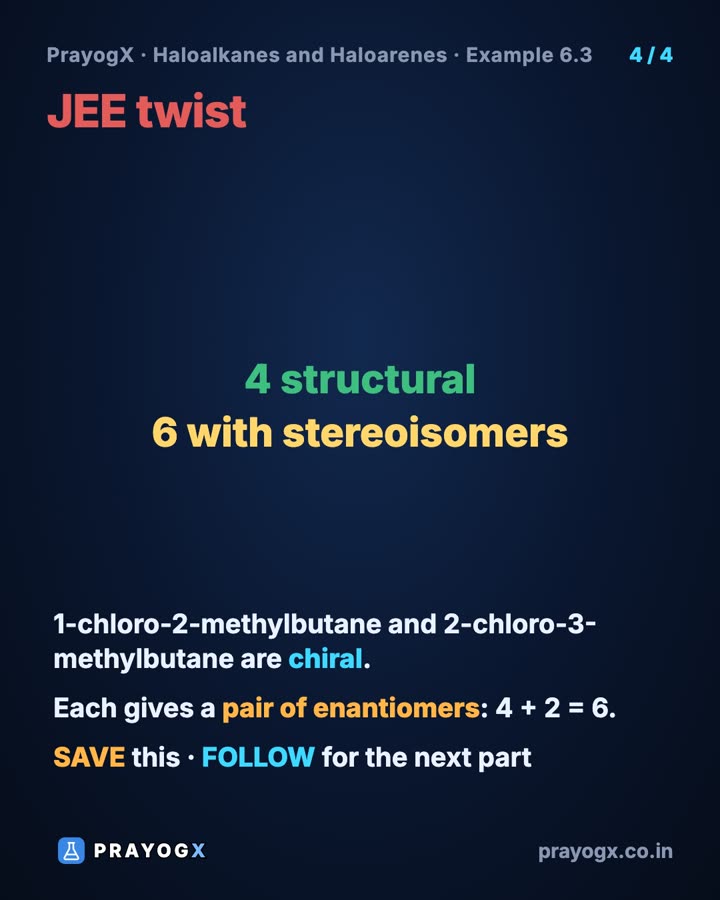 PrayogX · Haloalkanes and Haloarenes · Example 6.3 4 / 4
JEE twist
4 structural
6 with stereoisomers
1-chloro-2-methylbutane and 2-chloro-3-
methylbutane are chiral.
Each gives a pair of enantiomers: 4 + 2 = 6.
SAVE this · FOLLOW for the next part
PRAYOGX prayogx.co.in